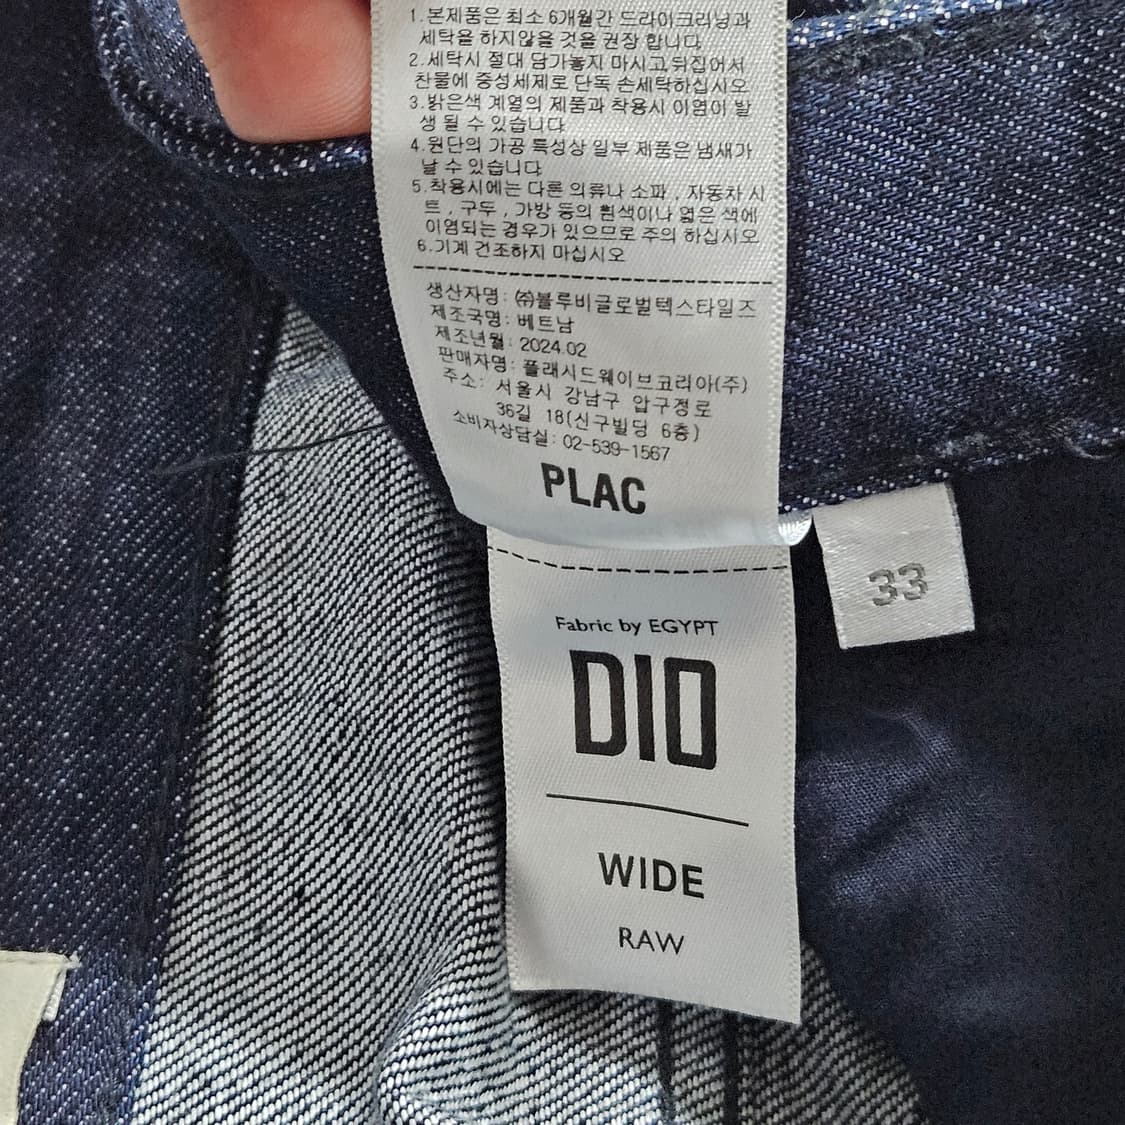 1.본제품은 최소 6개월간 드라이크리닝과
세탁을 하지않을 것을 권장 합니다
2.세탁시 절대 담가놓지 마시고 뒤집어서
찬물에 중성세제로 단독 손세탁하십시오
3.밝은색 계열의 제품과 착용시 이염이 발
생 될 수 있습니다
4.원단의 가공 특성상 일부 제품은 냄새가
날 수 있습니다
5.착용시에는 다른 의류나 소파 , 자동차 시
트 , 구두 , 가방 등의 흰색이나 엷은 색에
이염되는 경우가 있으므로 주의 하십시오
6.기계 건조하지 마십시오
생산자명: ㈜블루비글로벌텍스타일즈
제조국명: 베트남
제조년월: 2024.02
판매자명: 플래시드웨이브코리아(주)
주소: 서울시 강남구 압구정로
36길 18(신구빌딩 6층)
소비자상담실: 02-539-1567
PLAC
33
Fabric by EGYPT
DIO
WIDE
RAW